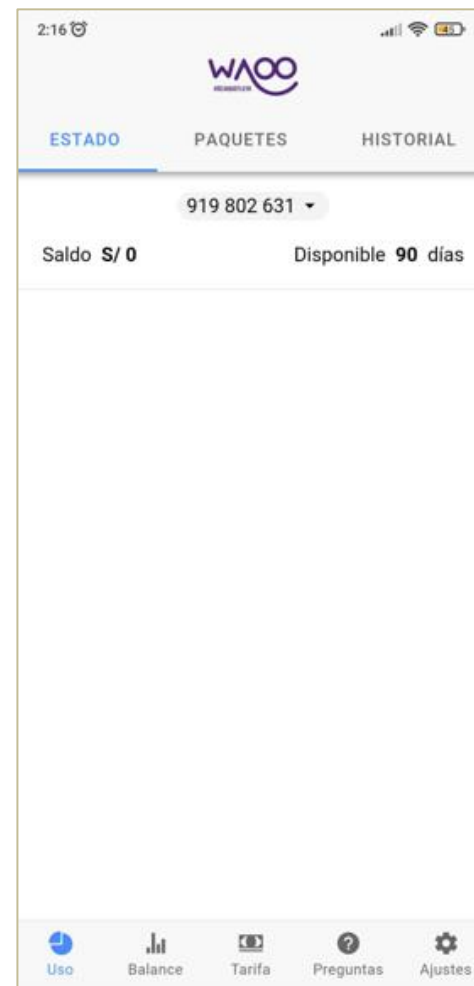 2:16
45
WAOO
ESTADO PAQUETES HISTORIAL
919 802 631
Saldo S/ 0 Disponible 90 días
Uso Balance Tarifa Preguntas Ajustes